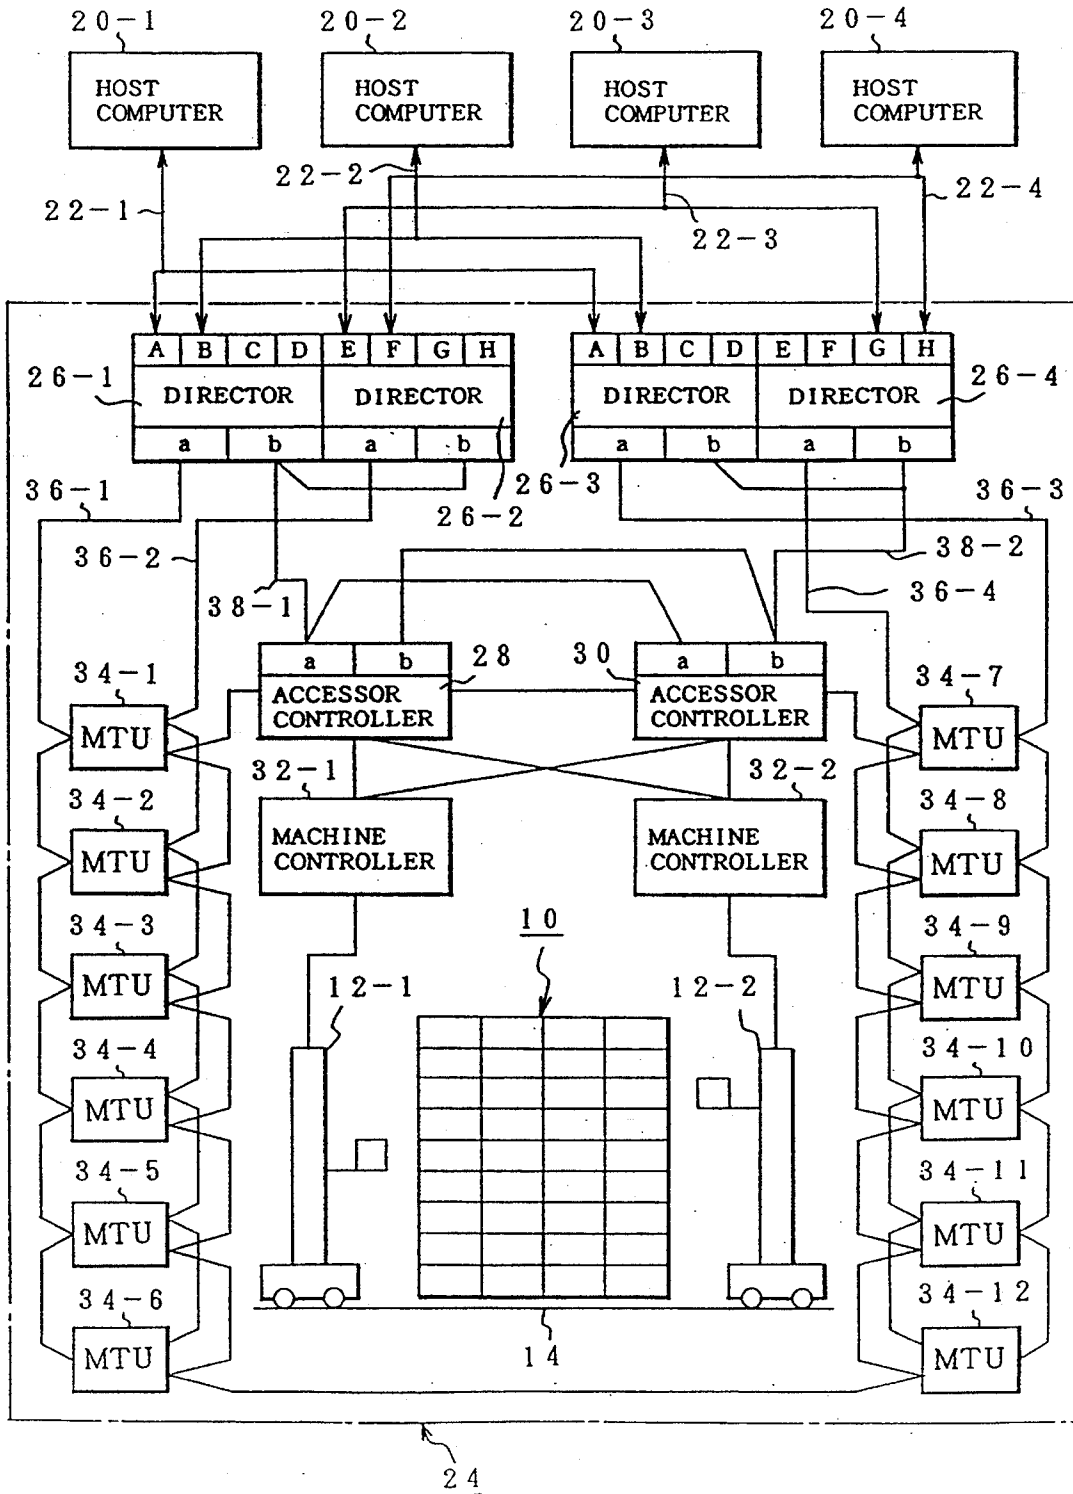 20-1 20-2 20-3 20-4
HOST COMPUTER HOST COMPUTER HOST COMPUTER HOST COMPUTER
22-1 22-2 22-3 22-4
A B C D E F G H A B C D E F G H
26-1 DIRECTOR DIRECTOR DIRECTOR DIRECTOR 26-4
a b a b a b a b
36-1 26-2 26-3 36-3
36-2 38-1 36-4 38-2
a b 28 30 a b
ACCESSOR CONTROLLER ACCESSOR CONTROLLER
34-1 34-7
MTU MTU
32-1 32-2
34-2 34-8
MTU MACHINE CONTROLLER MACHINE CONTROLLER MTU
34-3 10 34-9
MTU 12-1 12-2 MTU
34-4 34-10
MTU MTU
34-5 34-11
MTU MTU
34-6 34-12
MTU 14 MTU
24